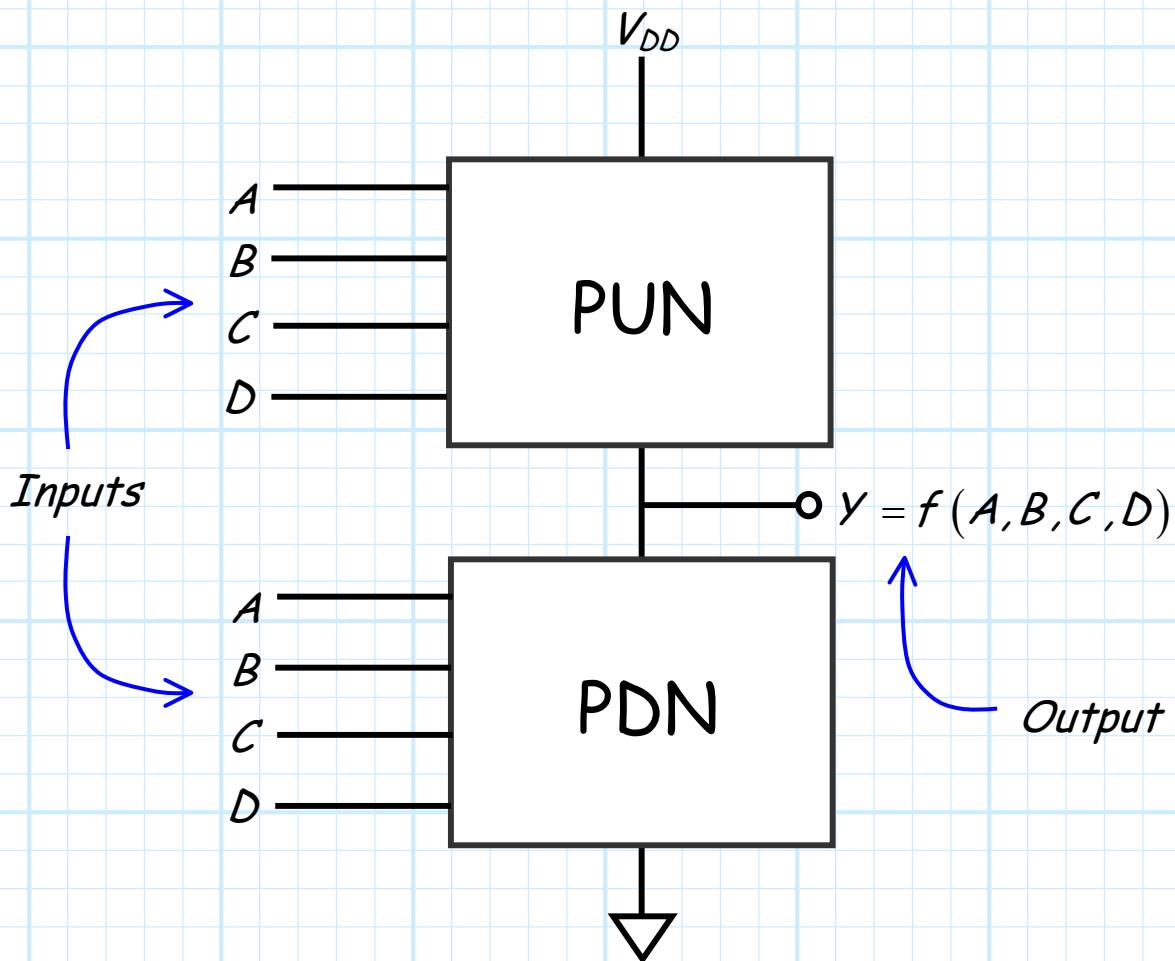 V_DD
A
B
PUN
C
D
Inputs
Y = f (A,B,C,D)
A
B
PDN
C
Output
D